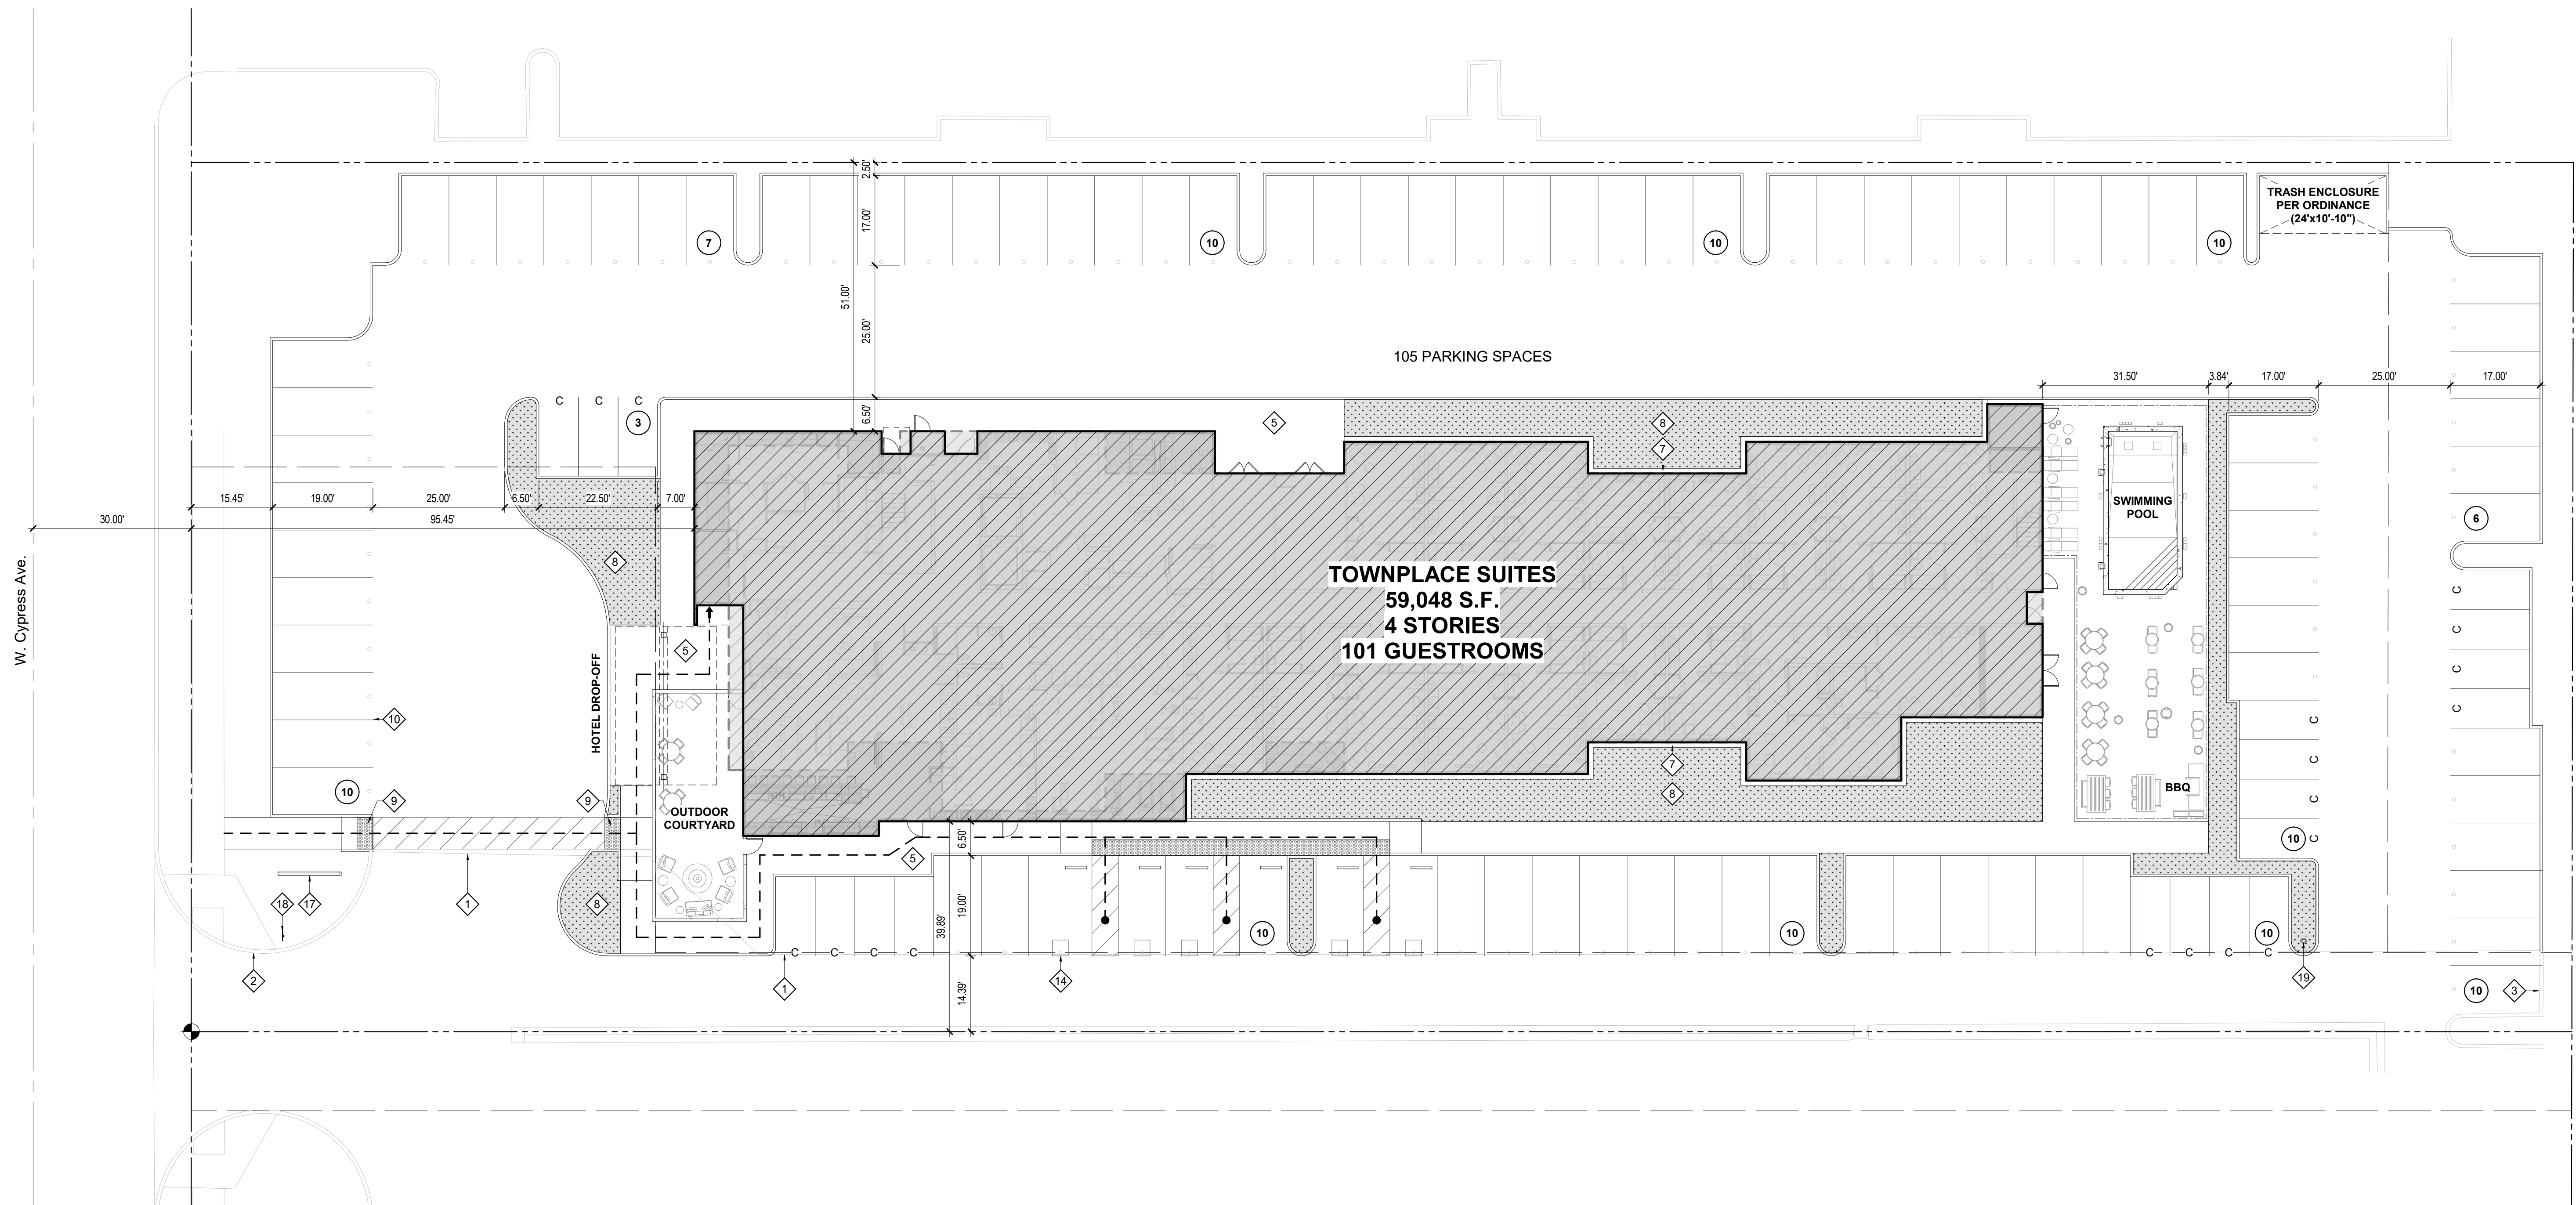 2.50'
17.00'
51.00'
25.00'
6.50'
7
10
10
10
TRASH ENCLOSURE
PER ORDINANCE
(24'x10'-10")
105 PARKING SPACES
31.50'
3.84'
17.00'
25.00'
17.00'
C
C
C
3
5
8
7
15.45'
19.00'
25.00'
6.50'
22.50'
7.00'
30.00'
95.45'
W. Cypress Ave.
8
SWIMMING
POOL
6
TOWNPLACE SUITES
59,048 S.F.
4 STORIES
101 GUESTROOMS
C
C
C
C
5
HOTEL DROP-OFF
10
C
C
C
C
10
7
8
10
9
9
OUTDOOR
COURTYARD
BBQ
5
6.50'
19.00'
39.89'
14.39'
18
17
1
8
10
10
10
C
C
C
C
C
C
C
C
2
1
14
19
10
3